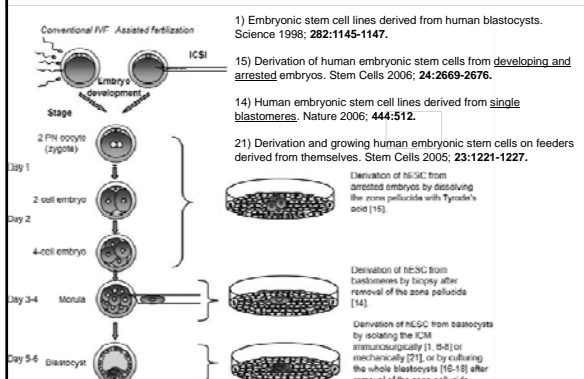 Conventional IVF Assisted fertilization
ICSI
Embryo
development
Stage
2 PN oocyte
(zygote)
Day 1
2-cell embryo
Day 2
4-cell embryo
Day 3-4
Morula
Day 5-6
Blastocyst
1) Embryonic stem cell lines derived from human blastocysts.
Science 1998; 282:1145-1147.
15) Derivation of human embryonic stem cells from developing and
arrested embryos. Stem Cells 2006; 24:2669-2676.
14) Human embryonic stem cell lines derived from single
blastomeres. Nature 2006; 444:512.
21) Derivation and growing human embryonic stem cells on feeders
derived from themselves. Stem Cells 2005; 23:1221-1227.
Derivation of hESC from
arrested embryos by dissolving
the zona pellucida with Tyrode's
acid [15].
Derivation of hESC from
bastomeres by biopsy after
removal of the zona pellucida
[14].
Derivation of hESC from bastocysts
by isolating the ICM
immunosurgically [1, 6-8] or
mechanically [21], or by culturing
the whole blastocysts [16-18] after
removal of the zona pellucida